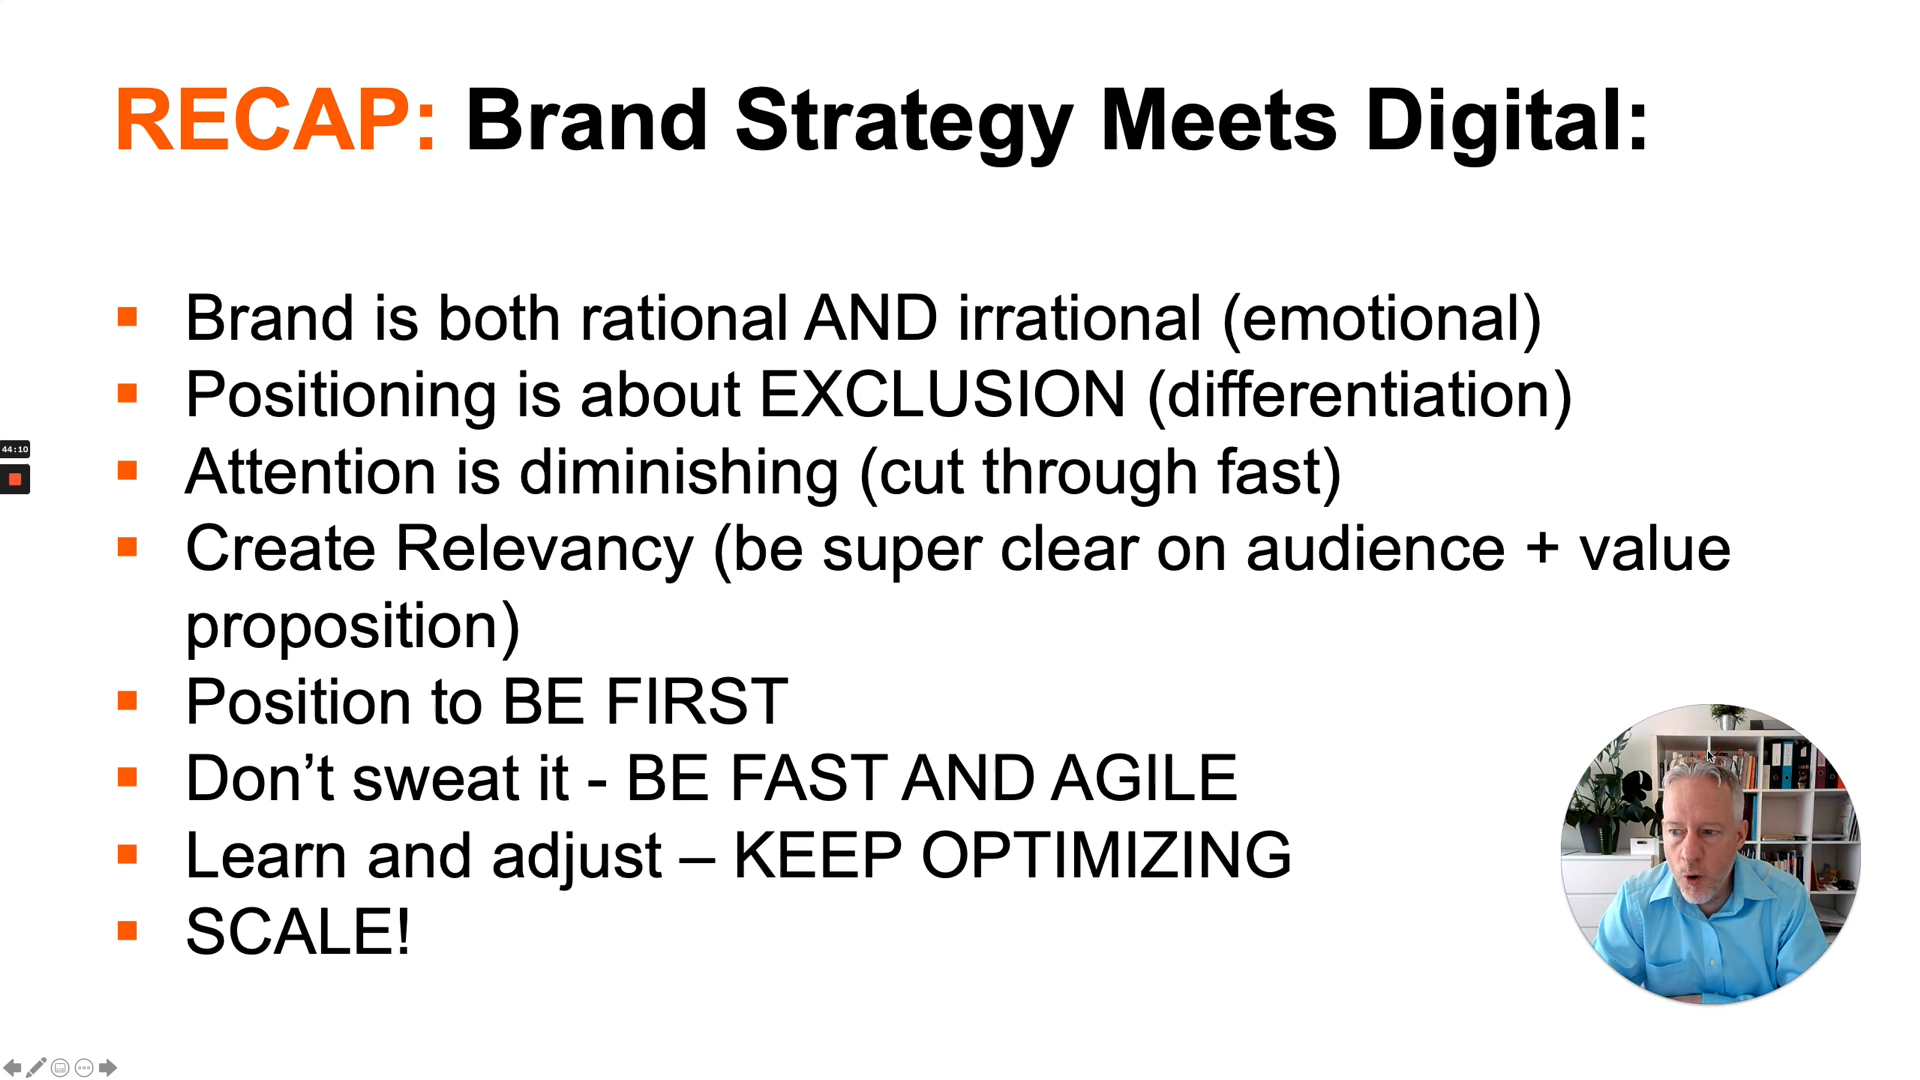 RECAP: Brand Strategy Meets Digital:
Brand is both rational AND irrational (emotional)
Positioning is about EXCLUSION (differentiation)
Attention is diminishing (cut through fast)
Create Relevancy (be super clear on audience + value
proposition)
Position to BE FIRST
Don’t sweat it - BE FAST AND AGILE
Learn and adjust – KEEP OPTIMIZING
SCALE!
44:10